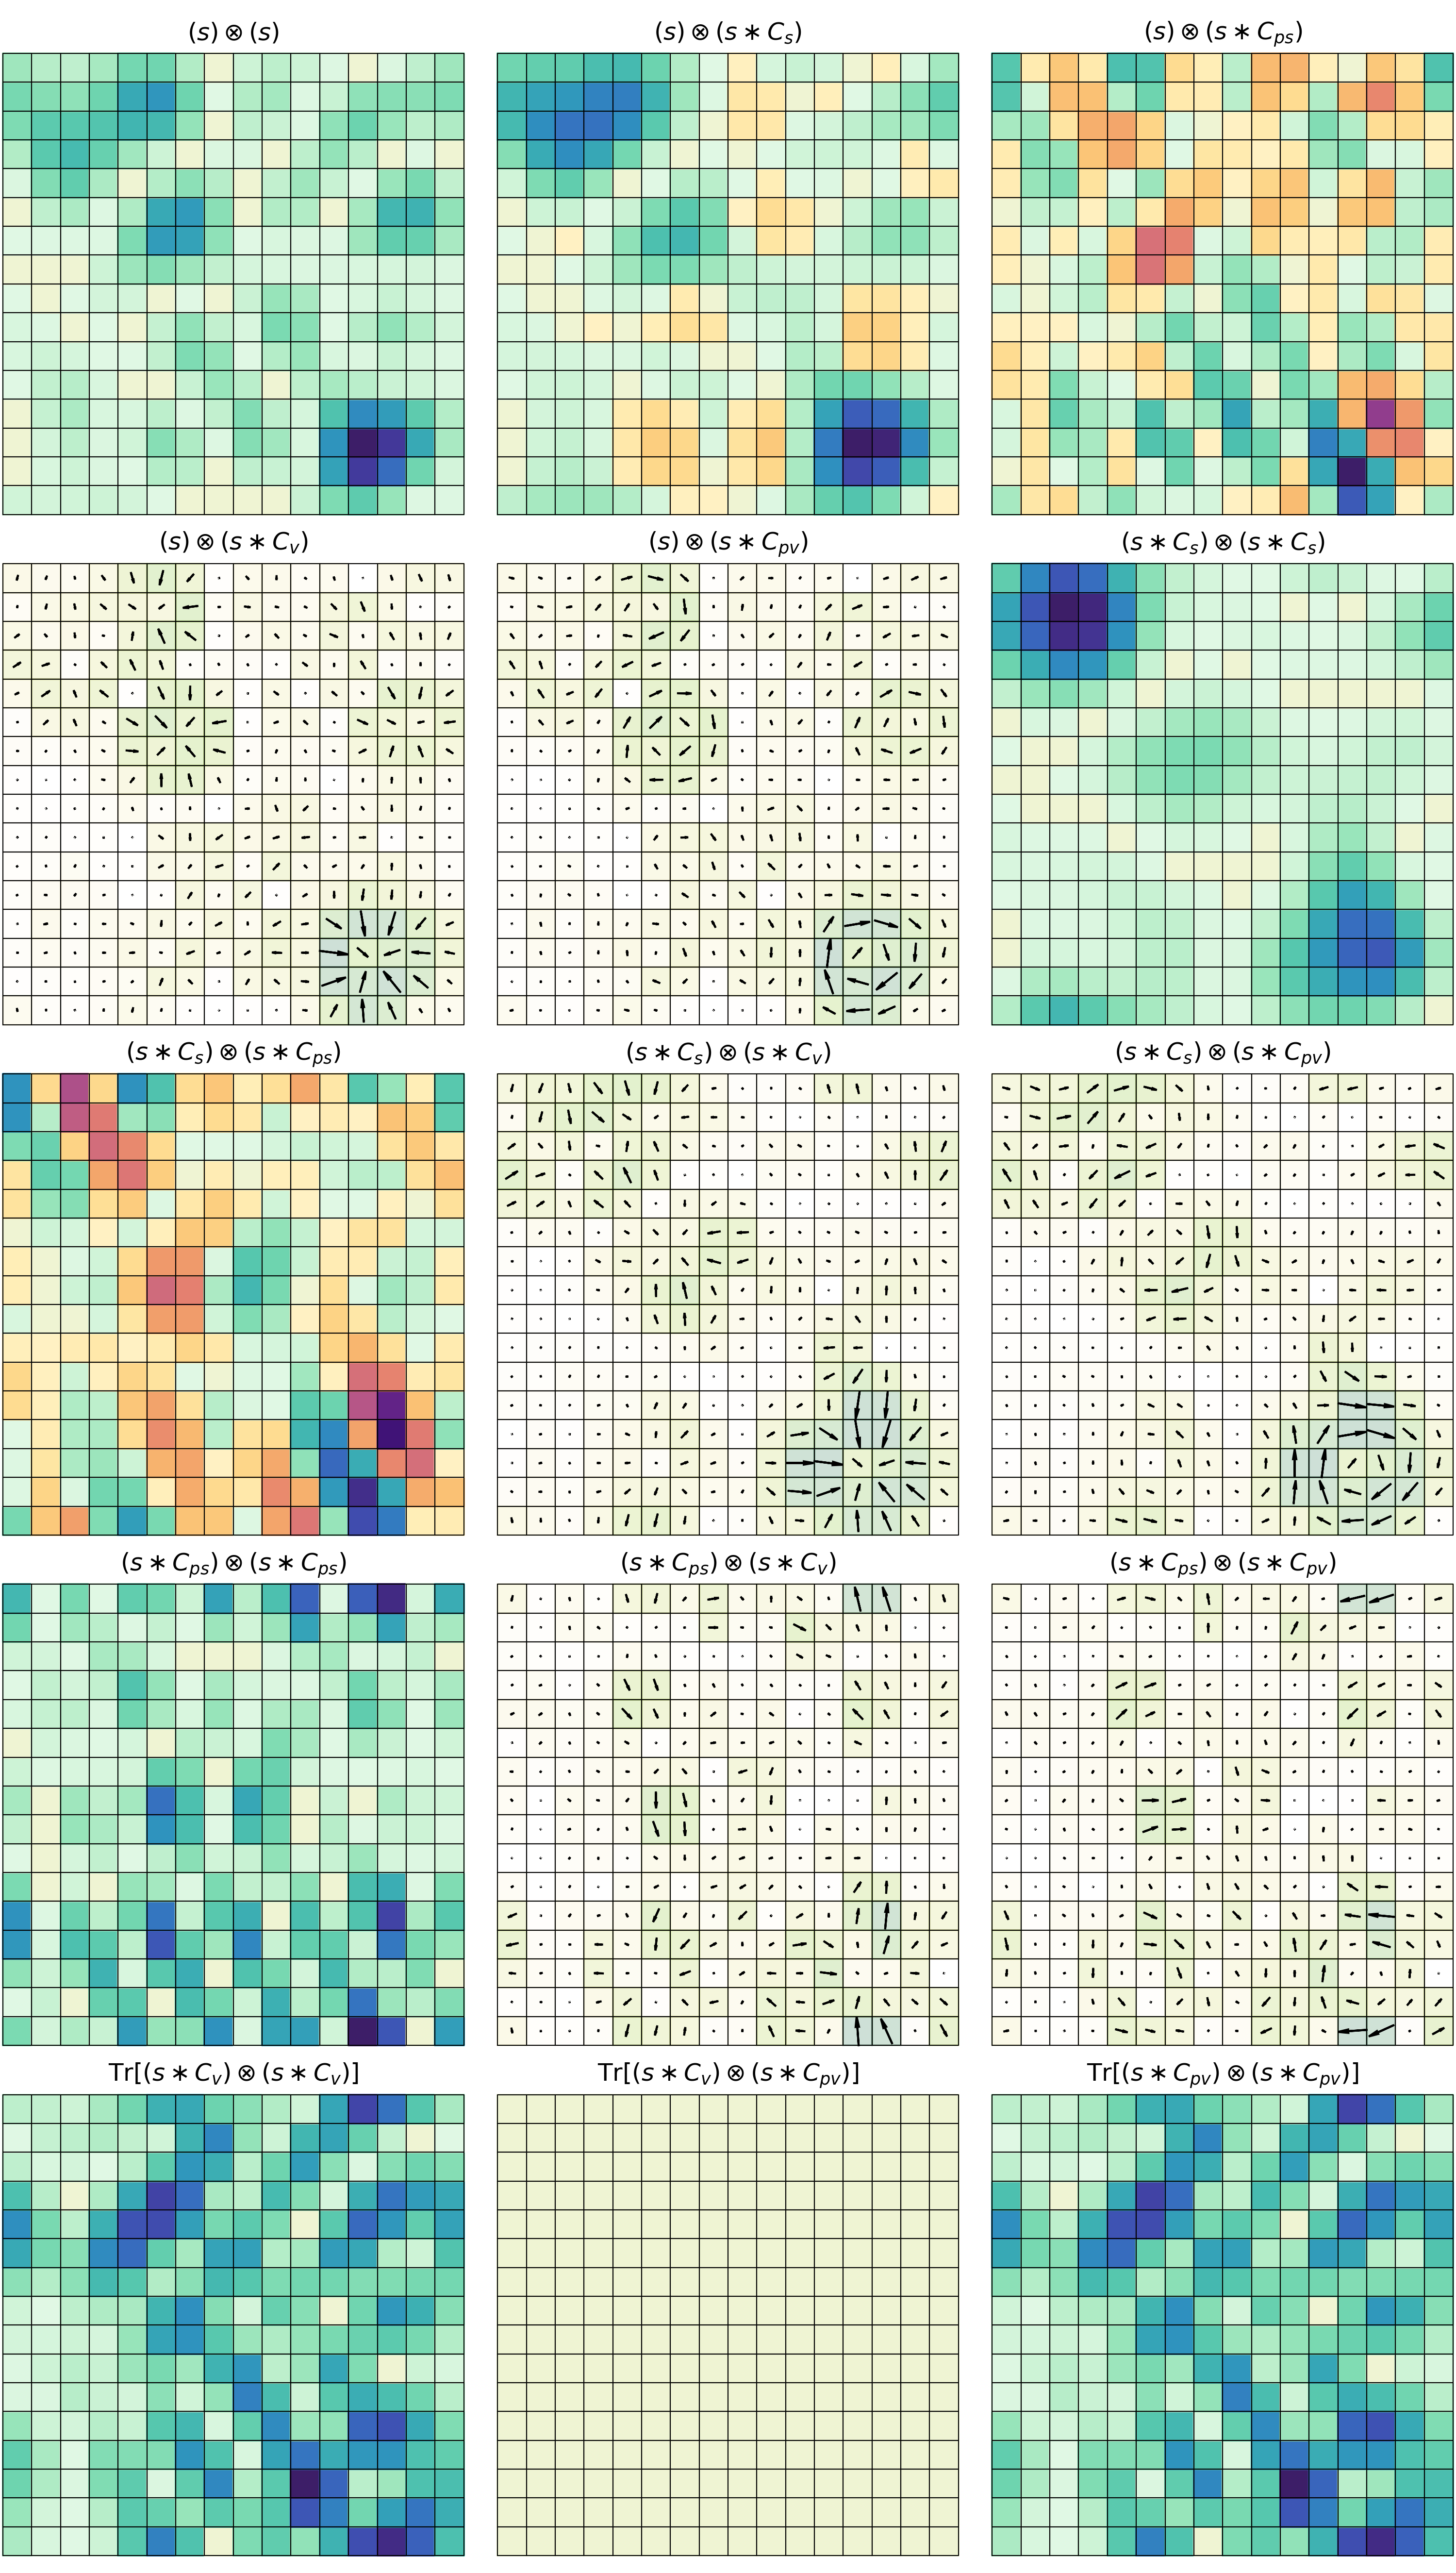 (s) ⊗ (s)
(s) ⊗ (s ∗ C_s)
(s) ⊗ (s ∗ C_ps)
(s) ⊗ (s ∗ C_v)
(s) ⊗ (s ∗ C_pv)
(s ∗ C_s) ⊗ (s ∗ C_s)
(s ∗ C_s) ⊗ (s ∗ C_ps)
(s ∗ C_s) ⊗ (s ∗ C_v)
(s ∗ C_s) ⊗ (s ∗ C_pv)
(s ∗ C_ps) ⊗ (s ∗ C_ps)
(s ∗ C_ps) ⊗ (s ∗ C_v)
(s ∗ C_ps) ⊗ (s ∗ C_pv)
Tr[(s ∗ C_v) ⊗ (s ∗ C_v)]
Tr[(s ∗ C_v) ⊗ (s ∗ C_pv)]
Tr[(s ∗ C_pv) ⊗ (s ∗ C_pv)]